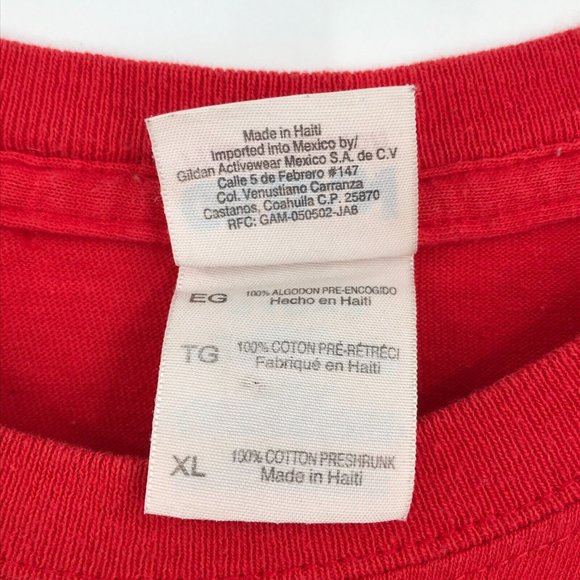 Made in Haiti
Imported into Mexico by/
Gildan Activewear Mexico S.A. de C.V
Calle 5 de Febrero #147
Col. Venustiano Carranza
Castanos, Coahuila C.P. 25870
RFC: GAM-050502-JA8
EG 100% ALGODON PRE-ENCOGIDO
Hecho en Haiti
TG 100% COTON PRÉ-RÉTRÉCI
Fabriqué en Haiti
XL 100% COTTON PRESHRUNK
Made in Haiti